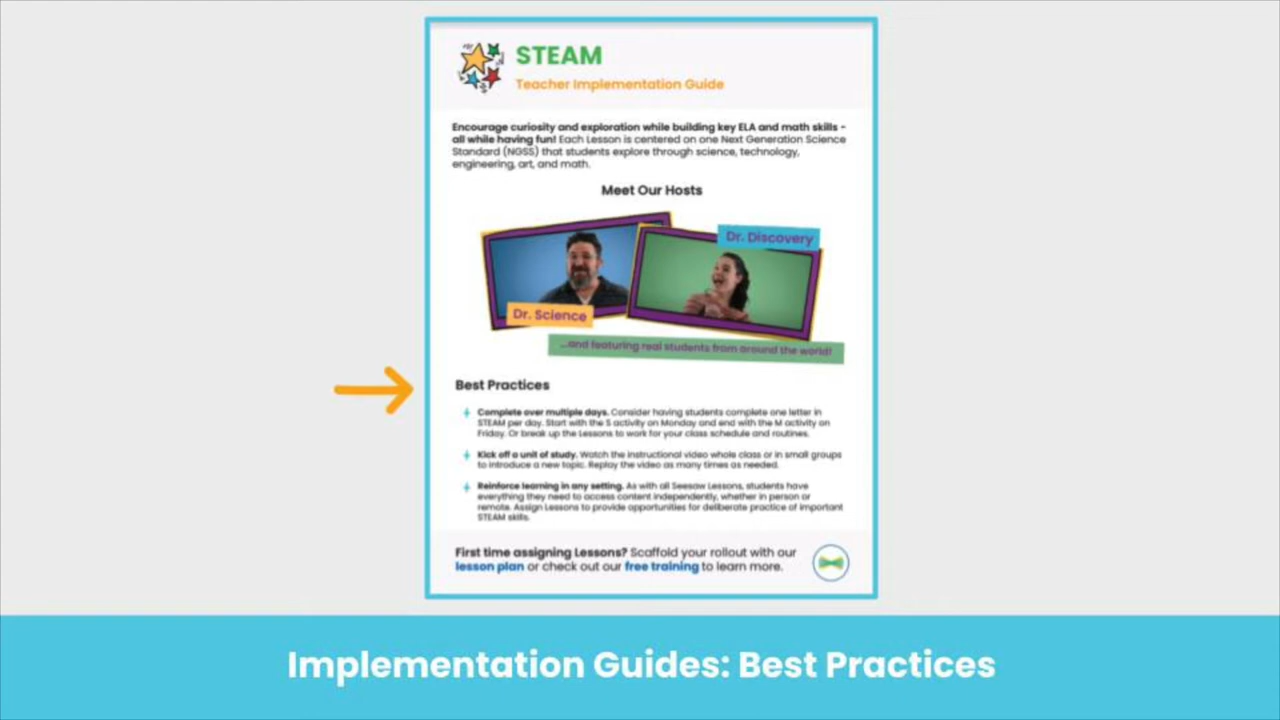 STEAM
Teacher Implementation Guide
Encourage curiosity and exploration while building key ELA and math skills -
all while having fun! Each Lesson is centered on one Next Generation Science
Standard (NGSS) that students explore through science, technology,
engineering, art, and math.
Meet Our Hosts
Dr. Discovery
Dr. Science
...and featuring real students from around the world!
Best Practices
Complete over multiple days. Consider having students complete one letter in
STEAM per day. Start with the S activity on Monday and end with the M activity on
Friday. Or break up the Lessons to work for your class schedule and routines.
Kick off a unit of study. Watch the instructional video whole class or in small groups
to introduce a new topic. Replay the video as many times as needed.
Reinforce learning in any setting. As with all Seesaw Lessons, students have
everything they need to access content independently, whether in person or
remote. Assign Lessons to provide opportunities for deliberate practice of important
STEAM skills.
First time assigning Lessons? Scaffold your rollout with our
lesson plan or check out our free training to learn more.
Implementation Guides: Best Practices